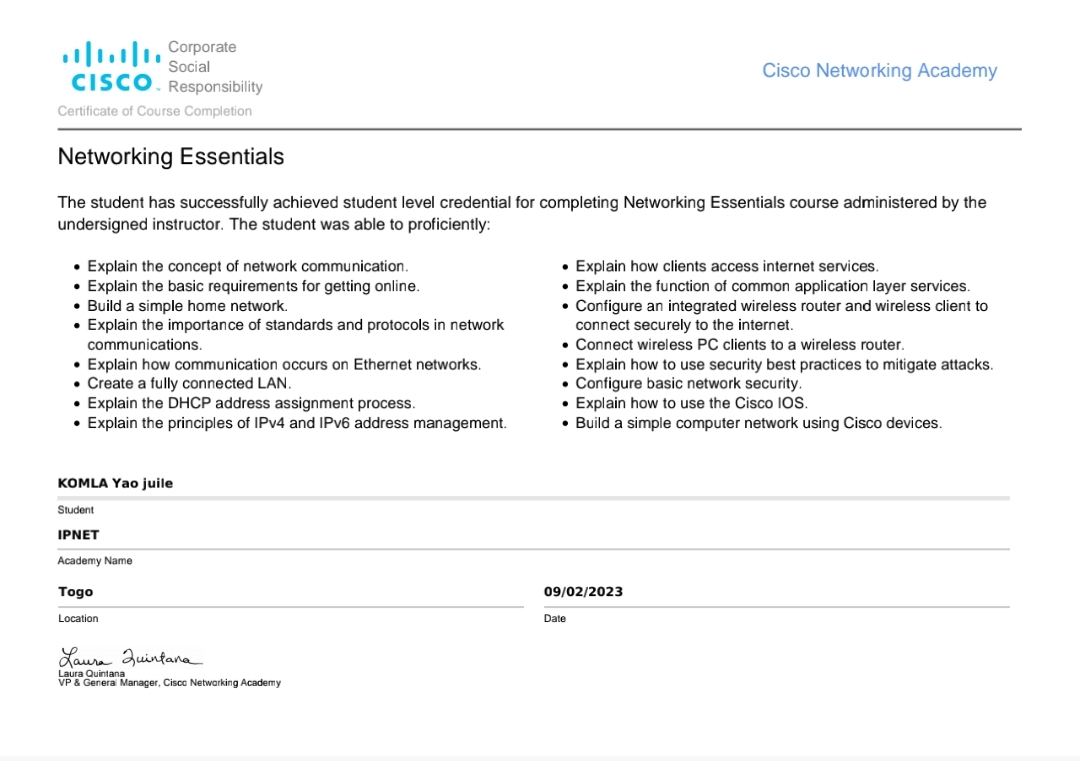 Corporate
Social
CISCO™ Responsibility
Cisco Networking Academy
Certificate of Course Completion
Networking Essentials
The student has successfully achieved student level credential for completing Networking Essentials course administered by the
undersigned instructor. The student was able to proficiently:
• Explain the concept of network communication.
• Explain the basic requirements for getting online.
• Build a simple home network.
• Explain the importance of standards and protocols in network
communications.
• Explain how communication occurs on Ethernet networks.
• Create a fully connected LAN.
• Explain the DHCP address assignment process.
• Explain the principles of IPv4 and IPv6 address management.
• Explain how clients access internet services.
• Explain the function of common application layer services.
• Configure an integrated wireless router and wireless client to
connect securely to the internet.
• Connect wireless PC clients to a wireless router.
• Explain how to use security best practices to mitigate attacks.
• Configure basic network security.
• Explain how to use the Cisco IOS.
• Build a simple computer network using Cisco devices.
KOMLA Yao juile
Student
IPNET
Academy Name
Togo
Location
09/02/2023
Date
Laura Quintana
Laura Quintana
VP & General Manager, Cisco Networking Academy